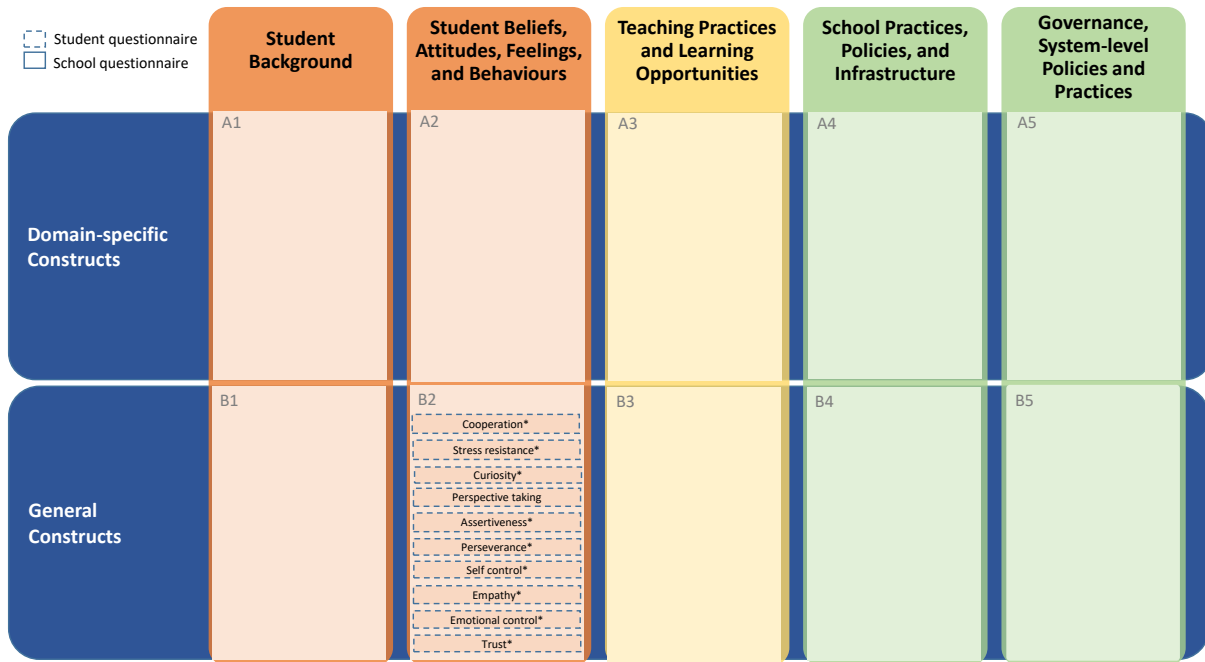 Student questionnaire
School questionnaire
Student
Background
Student Beliefs,
Attitudes, Feelings,
and Behaviours
Teaching Practices
and Learning
Opportunities
School Practices,
Policies, and
Infrastructure
Governance,
System-level
Policies and
Practices
Domain-specific
Constructs
A1
A2
A3
A4
A5
General
Constructs
B1
B2
Cooperation*
Stress resistance*
Curiosity*
Perspective taking
Assertiveness*
Perseverance*
Self control*
Empathy*
Emotional control*
Trust*
B3
B4
B5